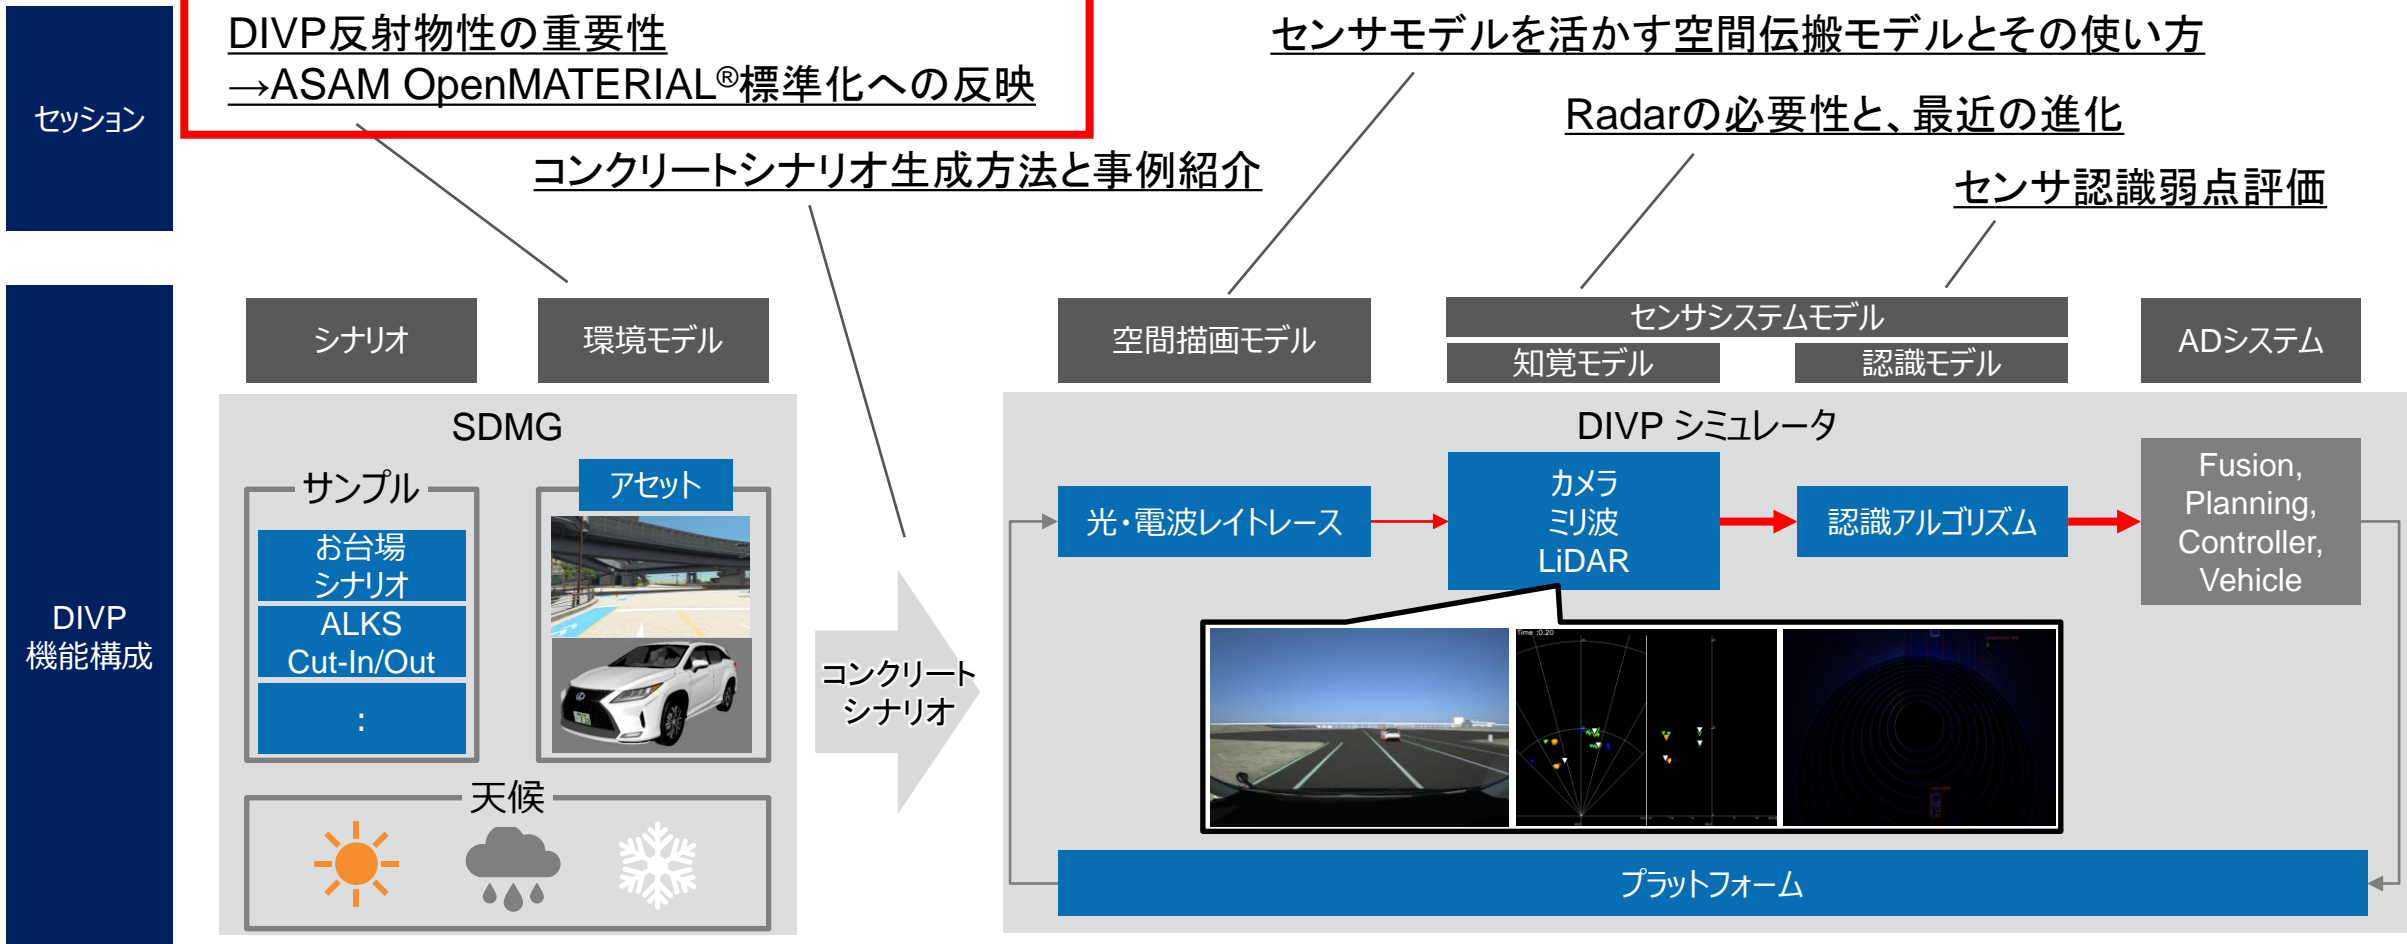 セッション
DIVP反射物性の重要性
→ASAM OpenMATERIAL®標準化への反映
コンクリートシナリオ生成方法と事例紹介
センサモデルを活かす空間伝搬モデルとその使い方
Radarの必要性と、最近の進化
センサ認識弱点評価
DIVP
機能構成
シナリオ
環境モデル
空間描画モデル
センサシステムモデル
知覚モデル
認識モデル
ADシステム
SDMG
サンプル
お台場
シナリオ
ALKS
Cut-In/Out
:
アセット
天候
コンクリート
シナリオ
DIVP シミュレータ
光・電波レイトレース
カメラ
ミリ波
LiDAR
認識アルゴリズム
Fusion,
Planning,
Controller,
Vehicle
Time :0.20
プラットフォーム